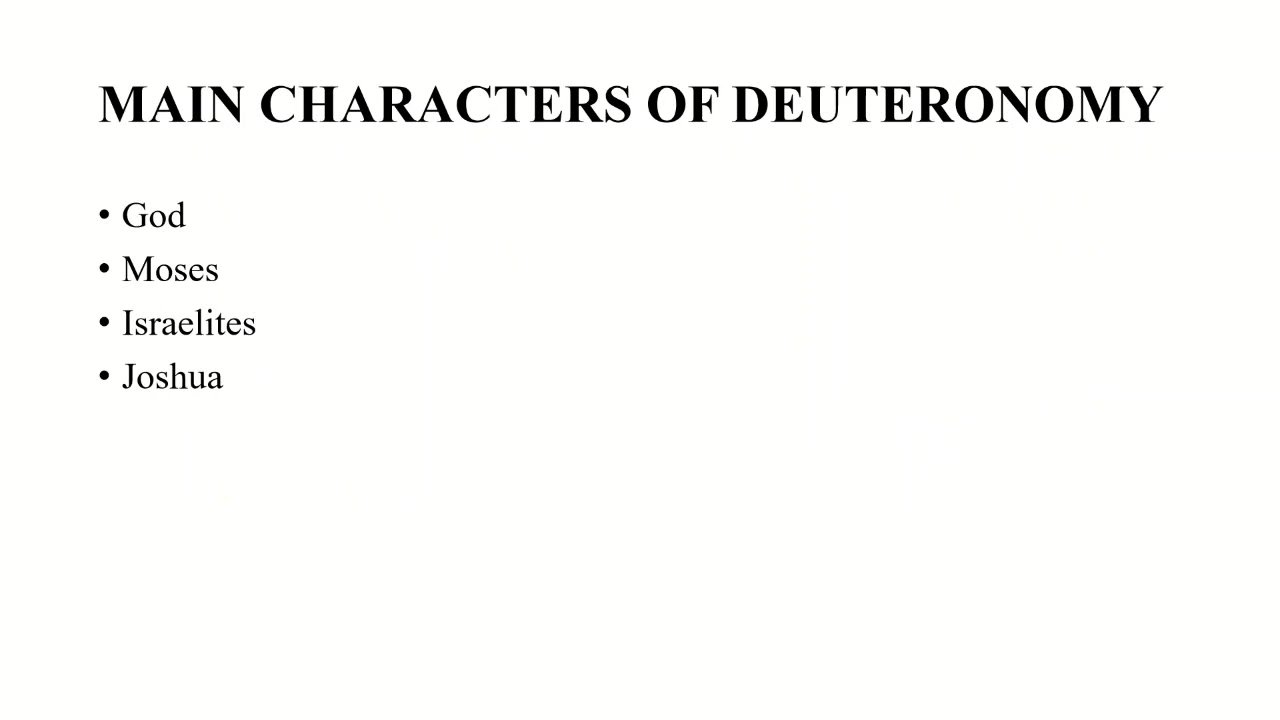 MAIN CHARACTERS OF DEUTERONOMY
• God
• Moses
• Israelites
• Joshua